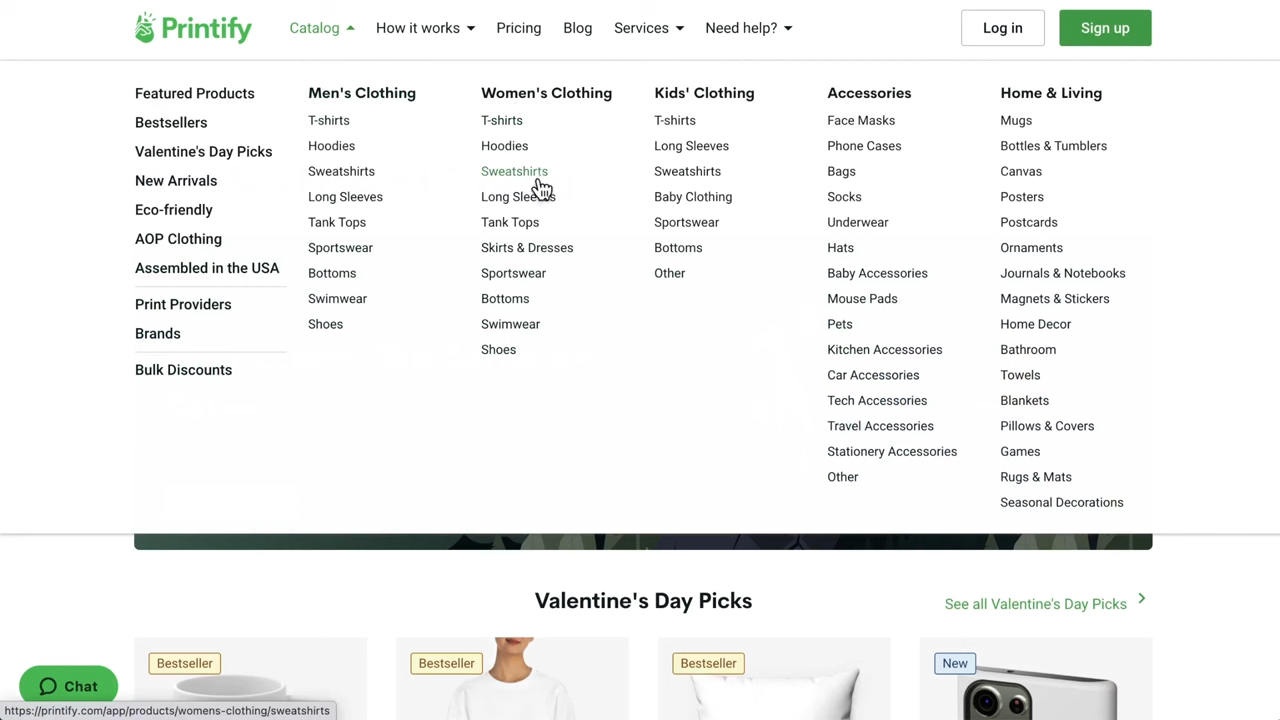 Printify
Catalog
How it works
Pricing
Blog
Services
Need help?
Log in
Sign up
Featured Products
Bestsellers
Valentine's Day Picks
New Arrivals
Eco-friendly
AOP Clothing
Assembled in the USA
Print Providers
Brands
Bulk Discounts
Men's Clothing
T-shirts
Hoodies
Sweatshirts
Long Sleeves
Tank Tops
Sportswear
Bottoms
Swimwear
Shoes
Women's Clothing
T-shirts
Hoodies
Sweatshirts
Long Sleeves
Tank Tops
Skirts & Dresses
Sportswear
Bottoms
Swimwear
Shoes
Kids' Clothing
T-shirts
Long Sleeves
Sweatshirts
Baby Clothing
Sportswear
Bottoms
Other
Accessories
Face Masks
Phone Cases
Bags
Socks
Underwear
Hats
Baby Accessories
Mouse Pads
Pets
Kitchen Accessories
Car Accessories
Tech Accessories
Travel Accessories
Stationery Accessories
Other
Home & Living
Mugs
Bottles & Tumblers
Canvas
Posters
Postcards
Ornaments
Journals & Notebooks
Magnets & Stickers
Home Decor
Bathroom
Towels
Blankets
Pillows & Covers
Games
Rugs & Mats
Seasonal Decorations
Valentine's Day Picks
See all Valentine's Day Picks
Bestseller
Bestseller
Bestseller
New
Chat
https://printify.com/app/products/womens-clothing/sweatshirts